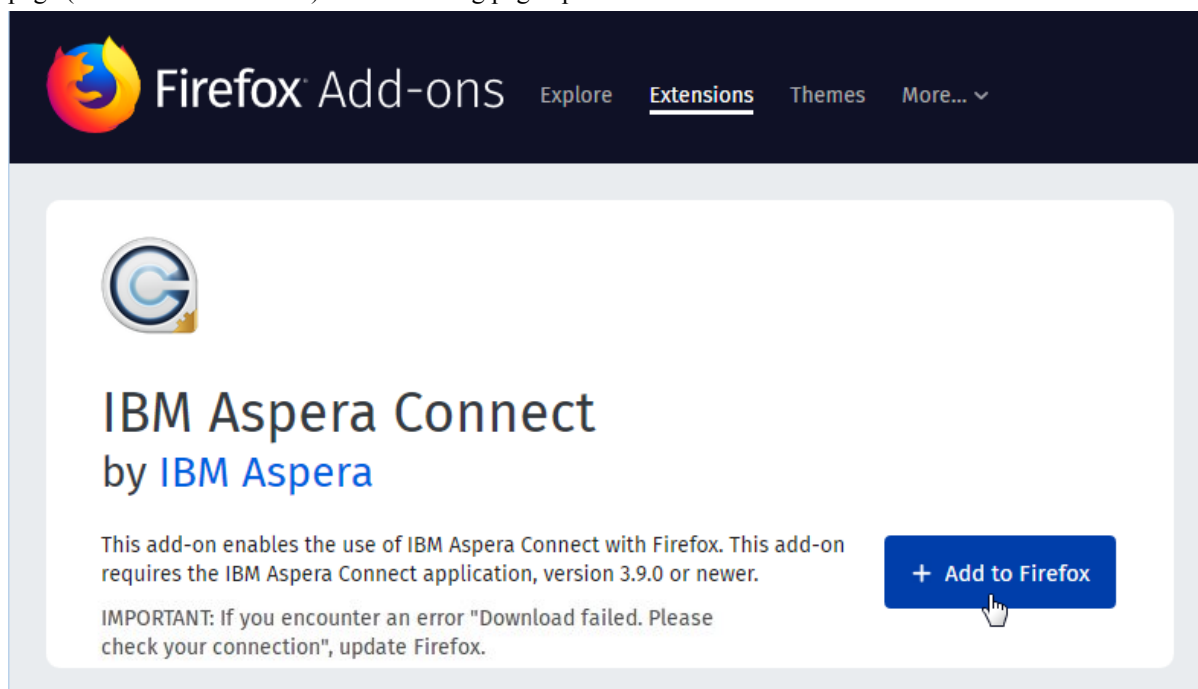 Firefox Add-ons Explore Extensions Themes More...
IBM Aspera Connect
by IBM Aspera
This add-on enables the use of IBM Aspera Connect with Firefox. This add-on
requires the IBM Aspera Connect application, version 3.9.0 or newer.
+ Add to Firefox
IMPORTANT: If you encounter an error "Download failed. Please
check your connection", update Firefox.